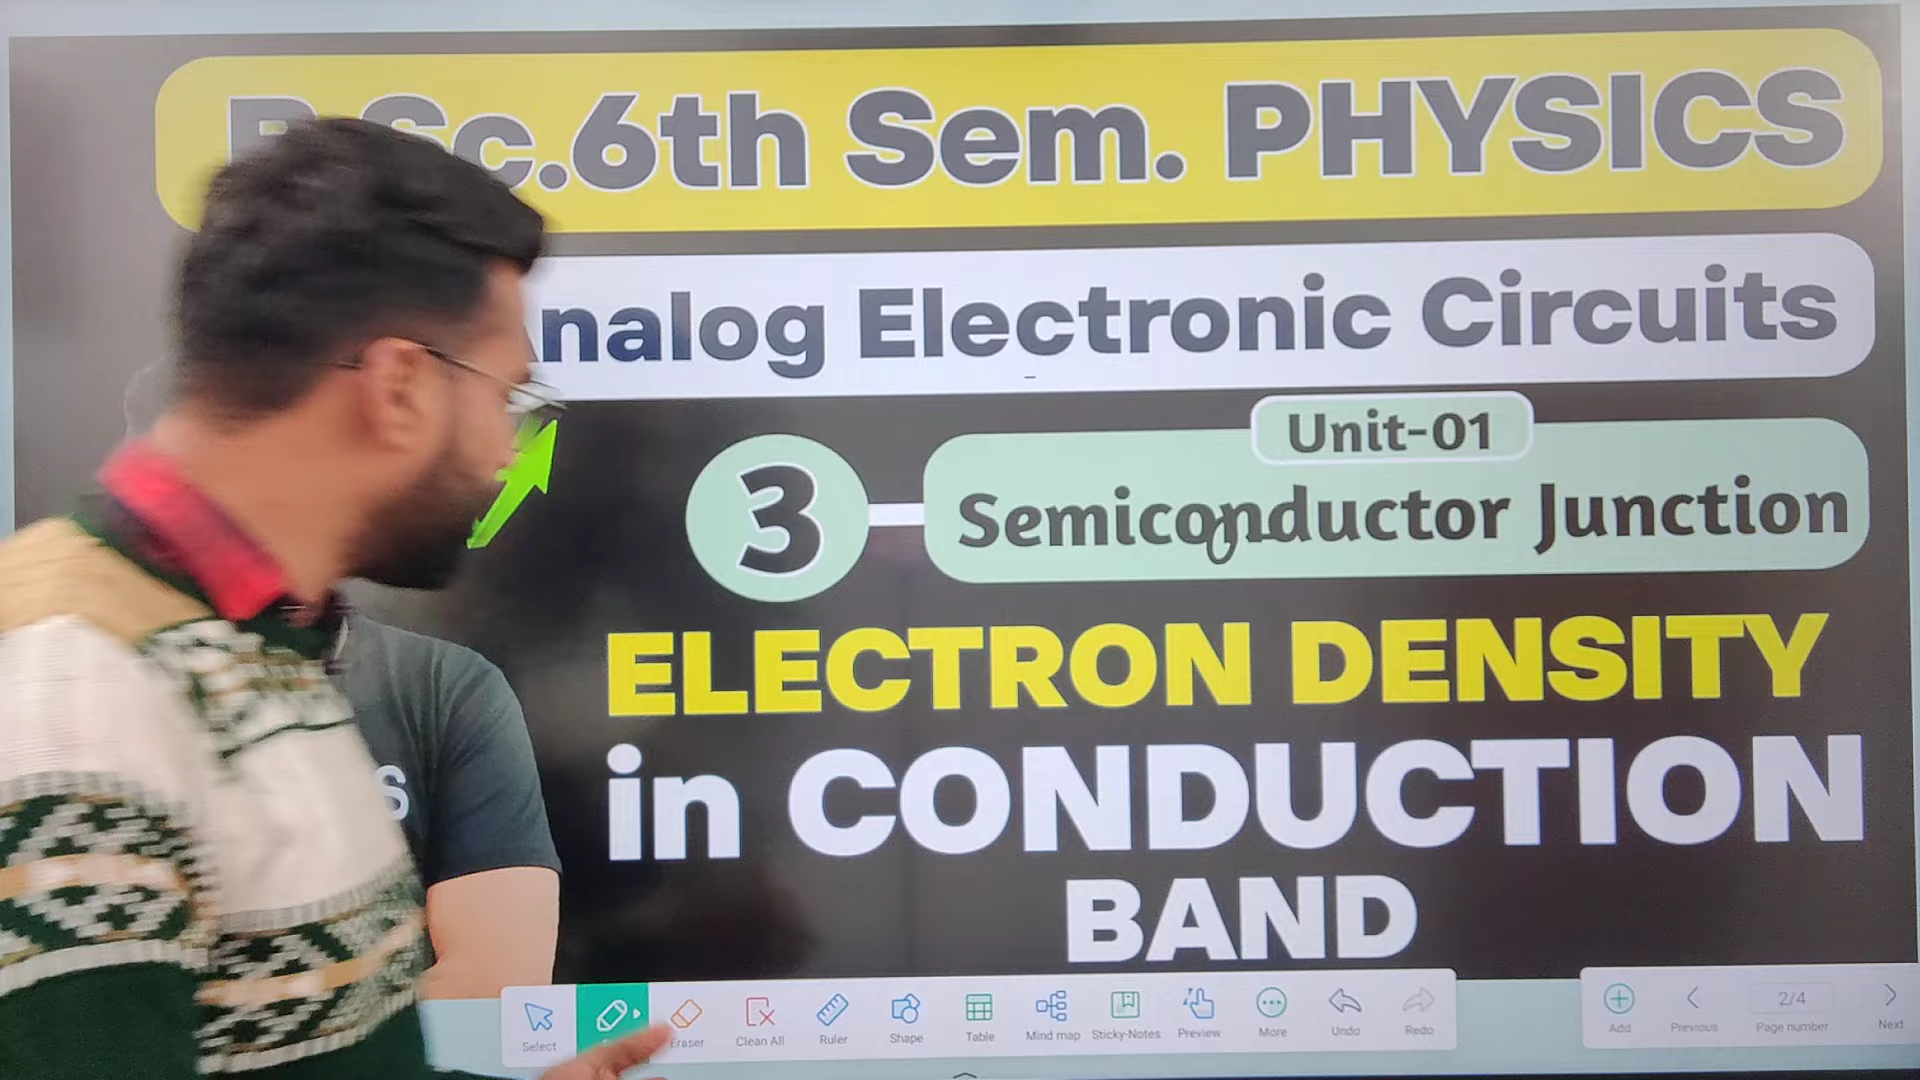 B.Sc.6th Sem. PHYSICS
Analog Electronic Circuits
Unit-01
3
Semiconductor Junction
ELECTRON DENSITY
in CONDUCTION
BAND
S
Select
Eraser
Clean All
Ruler
Shape
Table
Mind map
Sticky-Notes
Preview
More
Undo
Redo
Add
Previous
2/4
Page number
Next